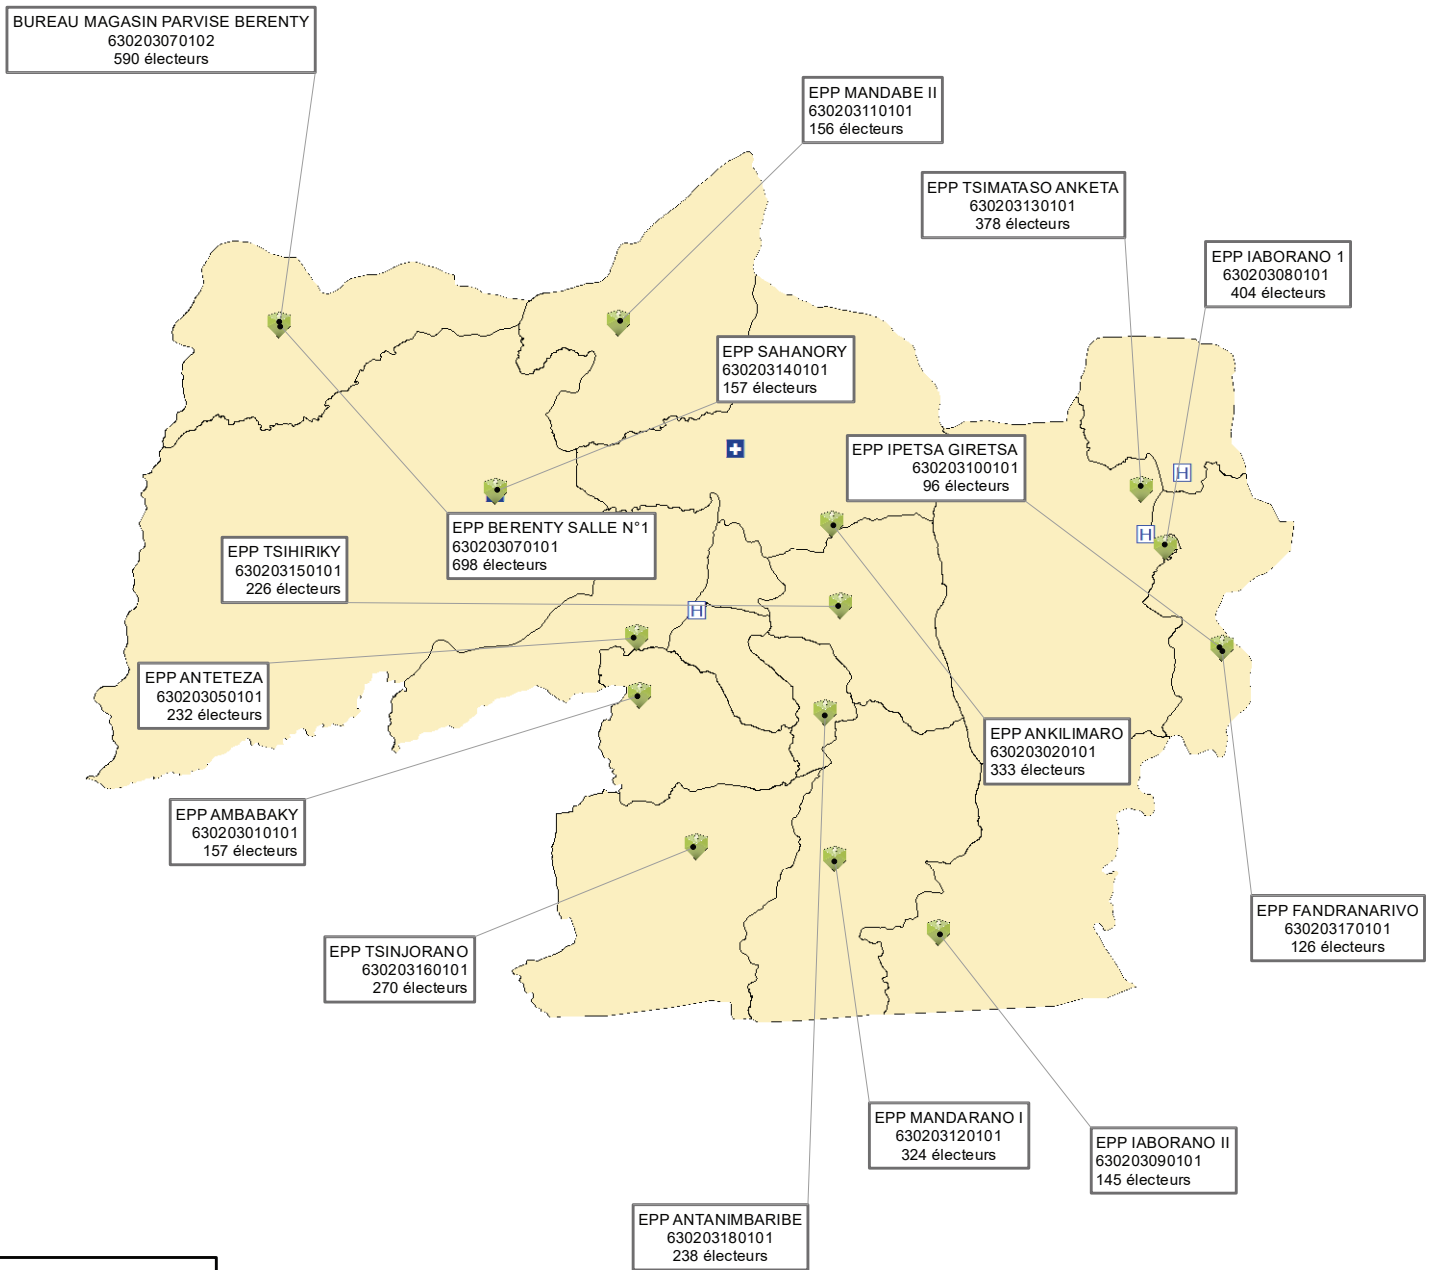 BUREAU MAGASIN PARVISE BERENTY
630203070102
590 électeurs
EPP MANDABE II
630203110101
156 électeurs
EPP TSIMATASO ANKETA
630203130101
378 électeurs
EPP IABORANO 1
630203080101
404 électeurs
EPP SAHANORY
630203140101
157 électeurs
EPP IPETSA GIRETSA
630203100101
96 électeurs
H
EPP BERENTY SALLE N°1
630203070101
698 électeurs
H
EPP TSIHIRIKY
630203150101
226 électeurs
H
EPP ANTETEZA
630203050101
232 électeurs
EPP ANKILIMARO
630203020101
333 électeurs
EPP AMBABAKY
630203010101
157 électeurs
EPP FANDRANARIVO
630203170101
126 électeurs
EPP TSINJORANO
630203160101
270 électeurs
EPP MANDARANO I
630203120101
324 électeurs
EPP IABORANO II
630203090101
145 électeurs
EPP ANTANIMBARIBE
630203180101
238 électeurs